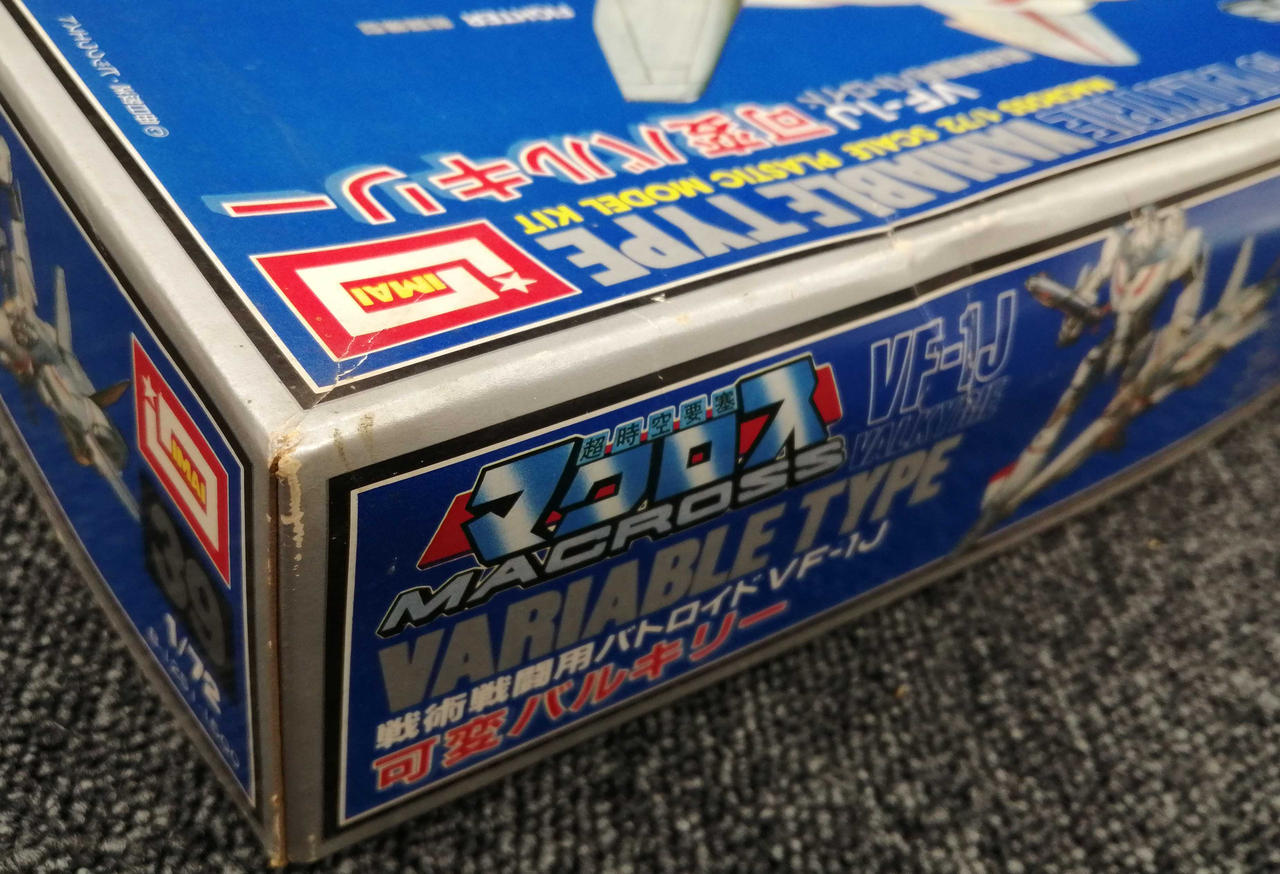 FIGHTER
VF-1J 可変バルキリー
MACROSS 1/72 SCALE PLASTIC MODEL KIT
VARIABLE TYPE
IMAI
IMAI
39
1/72
超時空要塞
マクロス
MACROSS
VF-1J
VALKYRIE
VARIABLE TYPE
戦術戦闘用バトロイドVF-1J
可変バルキリー